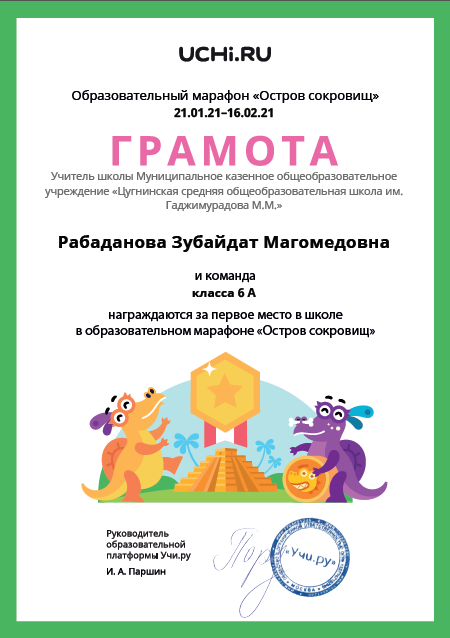 UCHi.RU
Образовательный марафон «Остров сокровищ»
21.01.21–16.02.21
ГРАМОТА
Учитель школы Муниципальное казенное общеобразовательное
учреждение «Цугнинская средняя общеобразовательная школа им.
Гаджимурадова М.М.»
Рабаданова Зубайдат Магомедовна
и команда
класса 6 А
награждаются за первое место в школе
в образовательном марафоне «Остров сокровищ»
Руководитель
образовательной
платформы Учи.ру
И. А. Паршин
«Учи.ру»
МОСКВА